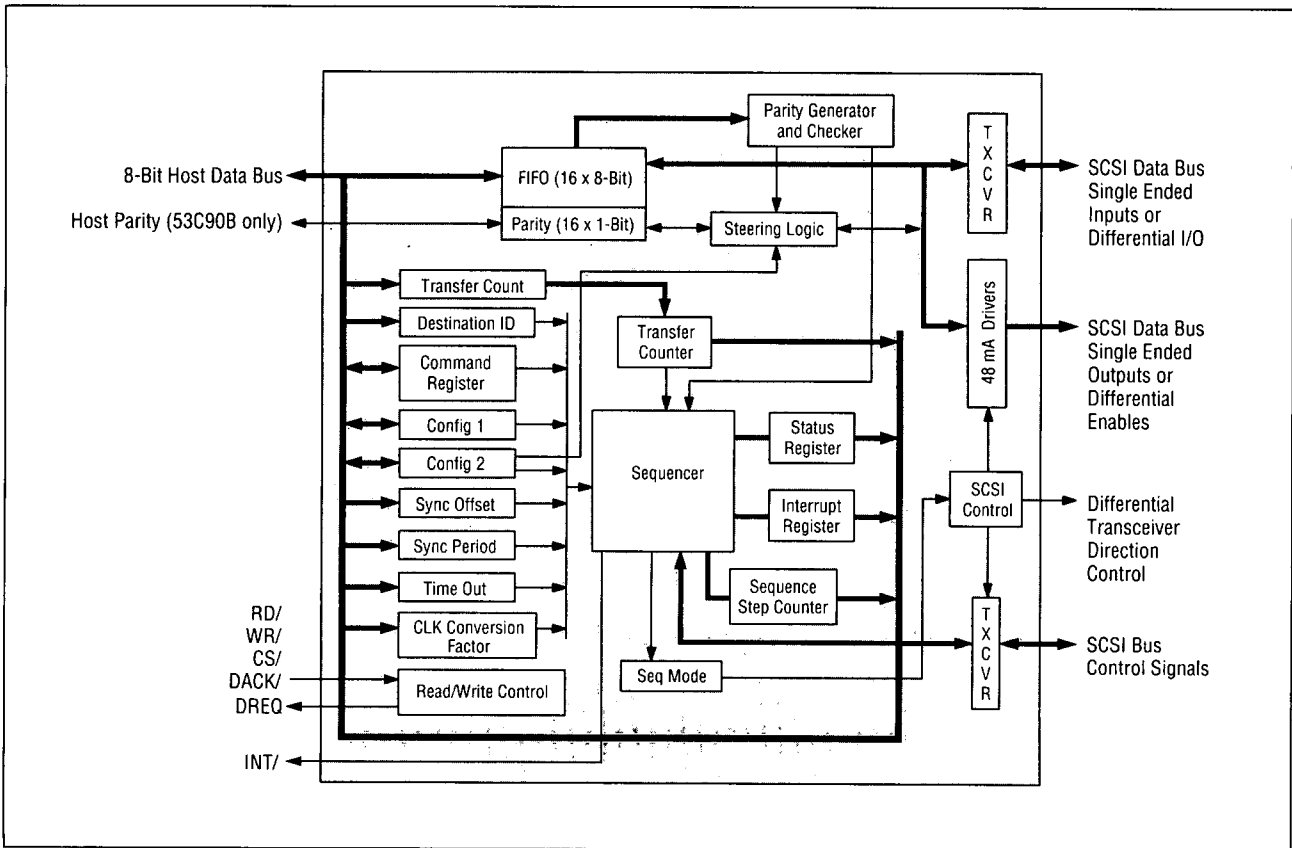 Parity Generator
and Checker
TXCVR
8-Bit Host Data Bus
FIFO (16 x 8-Bit)
SCSI Data Bus
Single Ended
Inputs or
Differential I/O
Host Parity (53C90B only)
Parity (16 x 1-Bit)
Steering Logic
Transfer Count
Destination ID
Transfer
Counter
48 mA Drivers
SCSI Data Bus
Single Ended
Outputs or
Differential
Enables
Command
Register
Config 1
Config 2
Sequencer
Status
Register
Sync Offset
Interrupt
Register
SCSI
Control
Differential
Transceiver
Direction
Control
Sync Period
Time Out
Sequence
Step Counter
CLK Conversion
Factor
TXCVR
SCSI Bus
Control Signals
RD/
WR/
CS/
DACK/
DREQ
Read/Write Control
Seq Mode
INT/